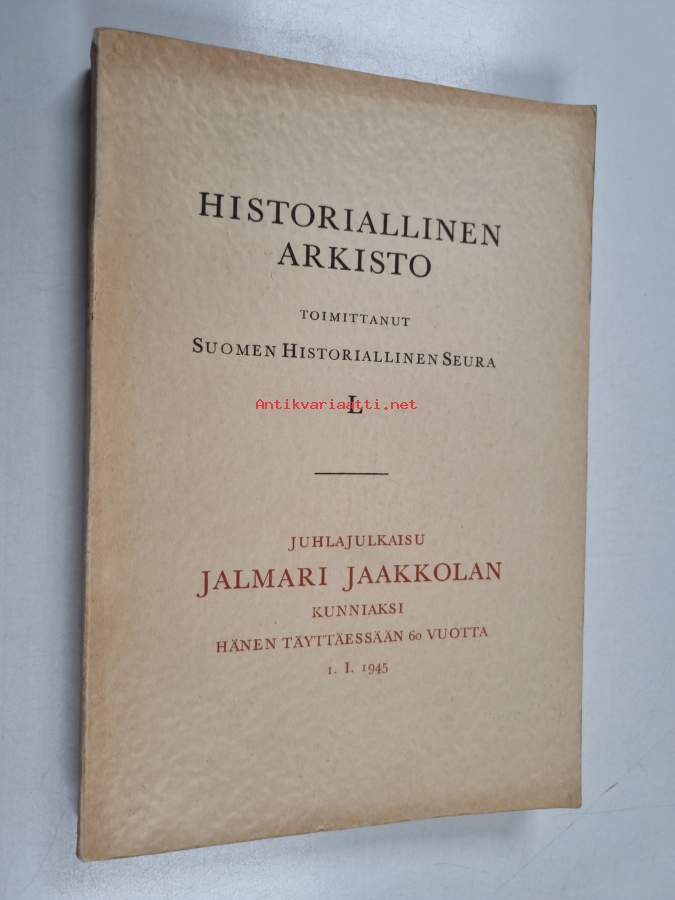 HISTORIALLINEN
ARKISTO
TOIMITTANUT
SUOMEN HISTORIALLINEN SEURA
L
Antikvariaatti.net
JUHLAJULKAISU
JALMARI JAAKKOLAN
KUNNIAKSI
HÄNEN TÄYTTÄESSÄÄN 60 VUOTTA
1. I. 1945